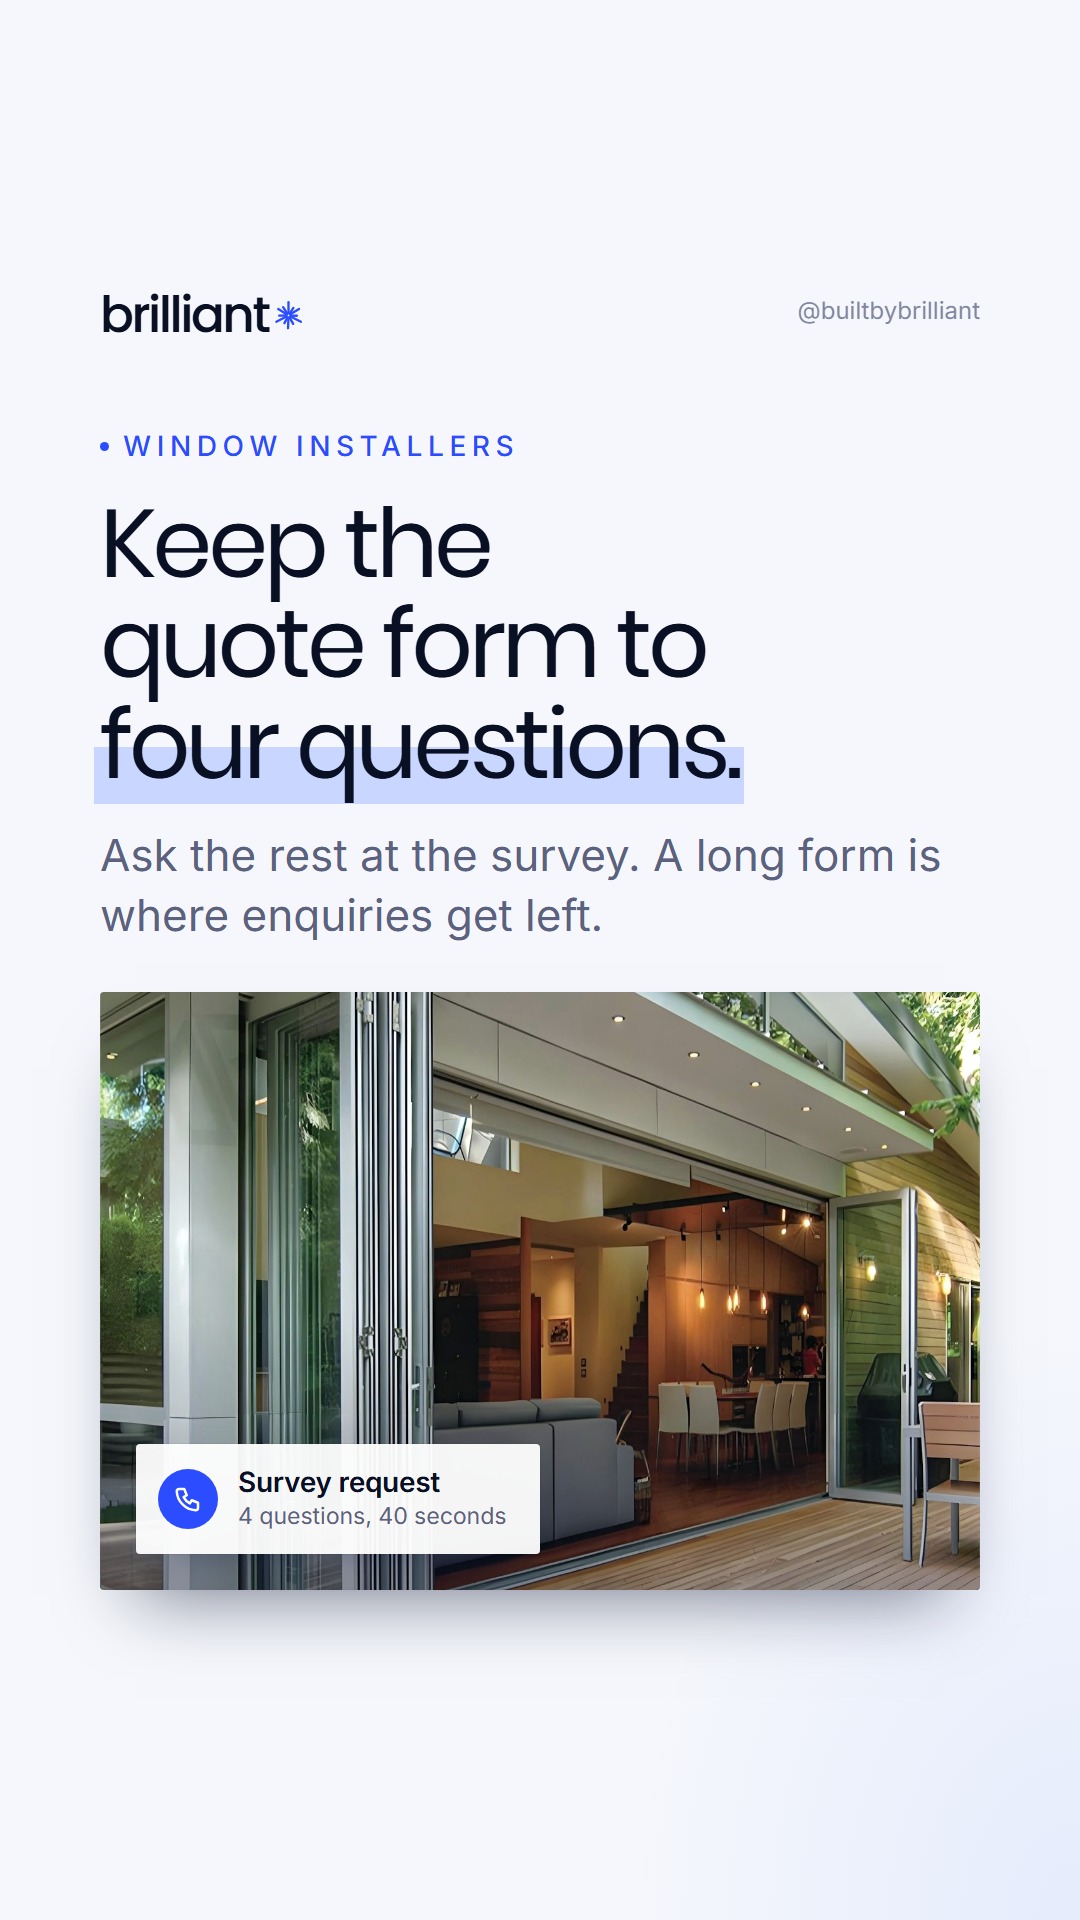 brilliant
@builtbybrilliant
WINDOW INSTALLERS
Keep the
quote form to
four questions.
Ask the rest at the survey. A long form is
where enquiries get left.
Survey request
4 questions, 40 seconds